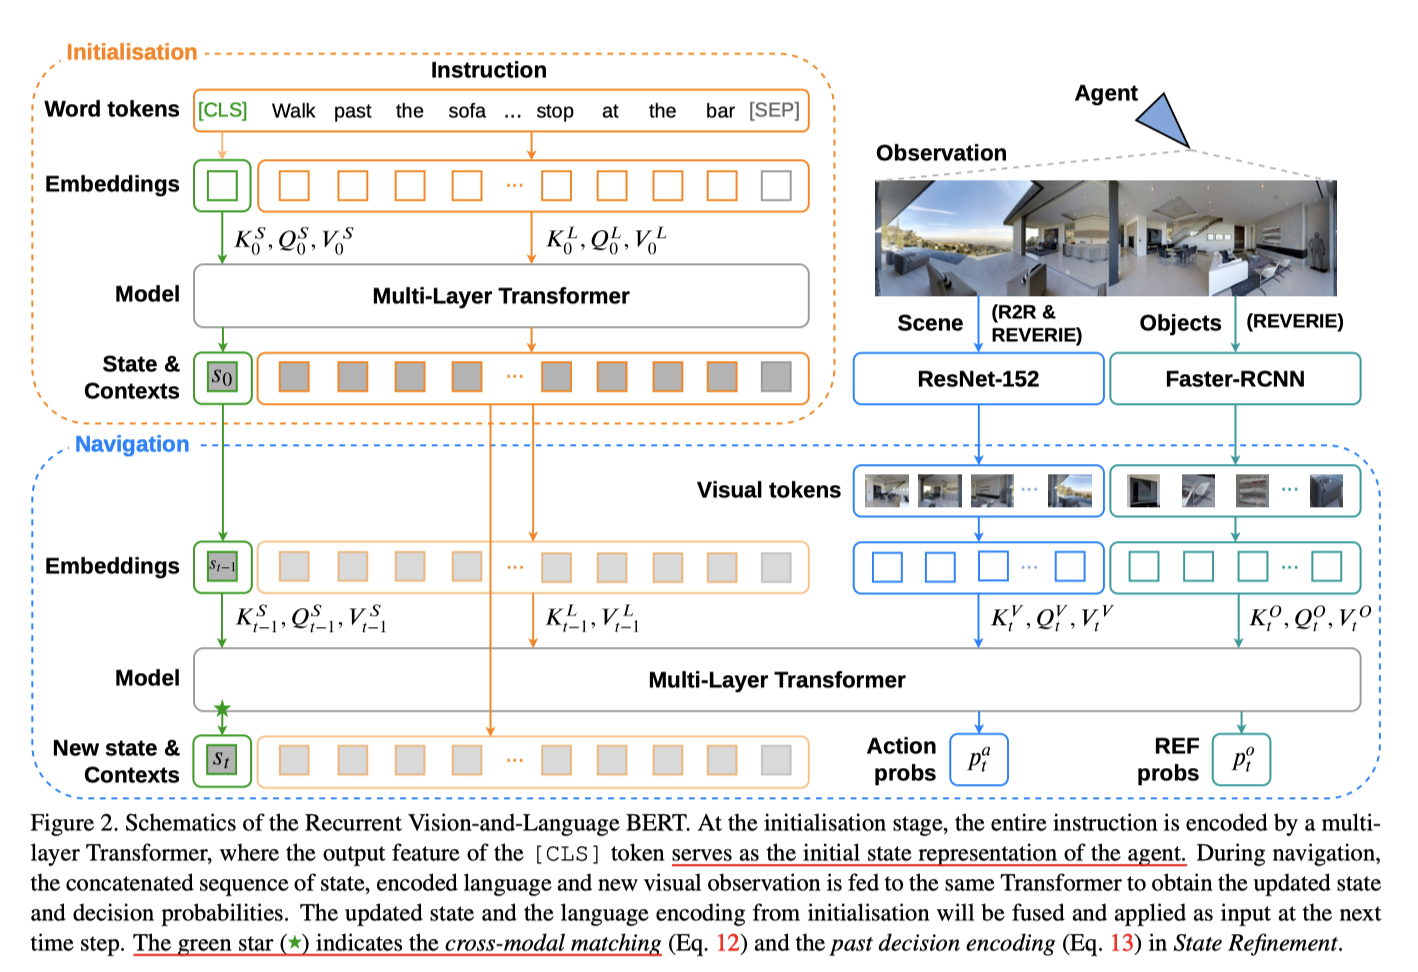 Initialisation
Instruction
Word tokens [CLS] Walk past the sofa ... stop at the bar [SEP]
Agent
Observation
Embeddings ...
K_0^S, Q_0^S, V_0^S K_0^L, Q_0^L, V_0^L
Model Multi-Layer Transformer
Scene (R2R & REVERIE) Objects (REVERIE)
State & Contexts s_0 ...
ResNet-152 Faster-RCNN
Navigation
Visual tokens ... ...
Embeddings s_{t-1} ... ... ...
K_{t-1}^S, Q_{t-1}^S, V_{t-1}^S K_{t-1}^L, V_{t-1}^L K_t^V, Q_t^V, V_t^V K_t^O, Q_t^O, V_t^O
Model Multi-Layer Transformer
New state & Contexts s_t ...
Action probs p_t^a REF probs p_t^o
Figure 2. Schematics of the Recurrent Vision-and-Language BERT. At the initialisation stage, the entire instruction is encoded by a multi-
layer Transformer, where the output feature of the [CLS] token serves as the initial state representation of the agent. During navigation,
the concatenated sequence of state, encoded language and new visual observation is fed to the same Transformer to obtain the updated state
and decision probabilities. The updated state and the language encoding from initialisation will be fused and applied as input at the next
time step. The green star (★) indicates the cross-modal matching (Eq. 12) and the past decision encoding (Eq. 13) in State Refinement.